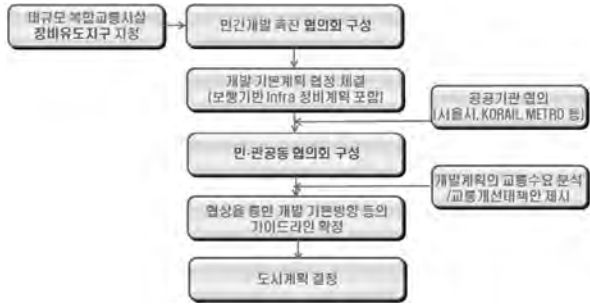 대규모 복합교통시설
정비유도지구 지정
민간개발 촉진 협의회 구성
개발 기본계획 협정 체결
(보행기반 Infra 정비계획 포함)
공공기관 협의
(서울시, KORAIL, METRO 등)
민·관공동 협의회 구성
개발계획의 교통수요 분석
/교통개선대책안 제시
협상을 통한 개발 기본방향 등의
가이드라인 확정
도시계획 결정